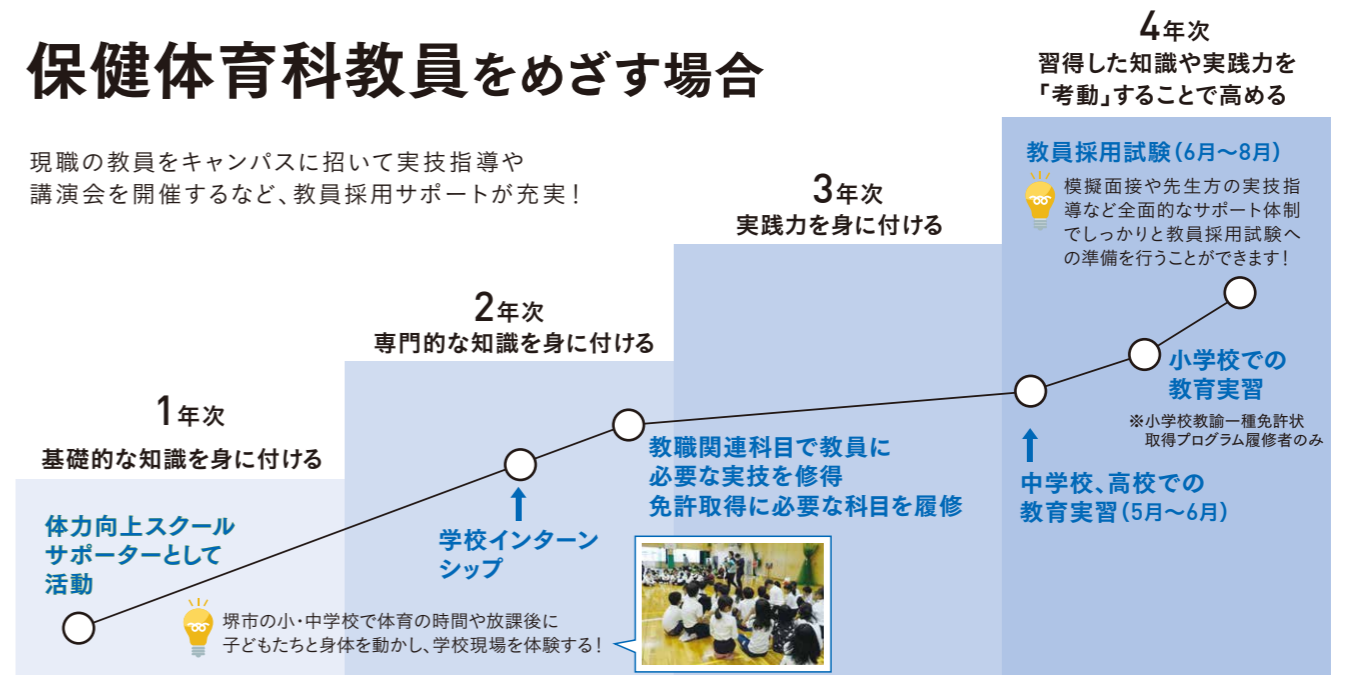 保健体育科教員をめざす場合
現職の教員をキャンパスに招いて実技指導や
講演会を開催するなど、教員採用サポートが充実！
1年次
基礎的な知識を身に付ける
体力向上スクール
サポーターとして
活動
堺市の小・中学校で体育の時間や放課後に
子どもたちと身体を動かし、学校現場を体験する！
2年次
専門的な知識を身に付ける
学校インターン
シップ
3年次
実践力を身に付ける
教職関連科目で教員に
必要な実技を修得
免許取得に必要な科目を履修
4年次
習得した知識や実践力を
「考動」することで高める
教員採用試験（6月〜8月）
模擬面接や先生方の実技指
導など全面的なサポート体制
でしっかりと教員採用試験へ
の準備を行うことができます！
小学校での
教育実習
※小学校教諭一種免許状
取得プログラム履修者のみ
中学校、高校での
教育実習（5月〜6月）